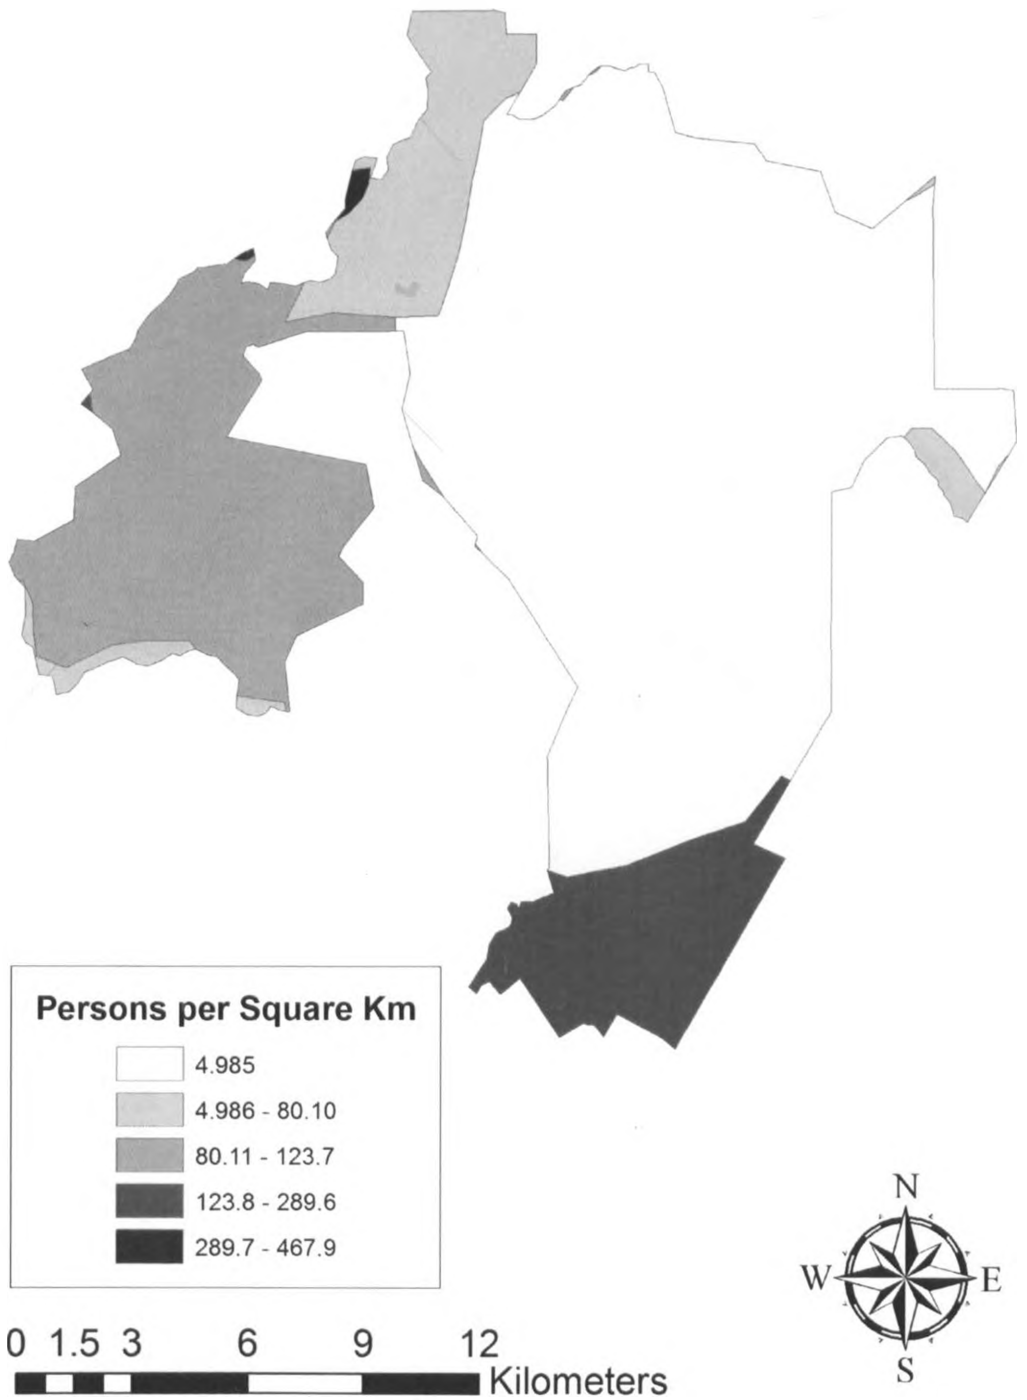 Persons per Square Km
4.985
4.986 - 80.10
80.11 - 123.7
123.8 - 289.6
289.7 - 467.9
N
W E
S
0 1.5 3 6 9 12
Kilometers